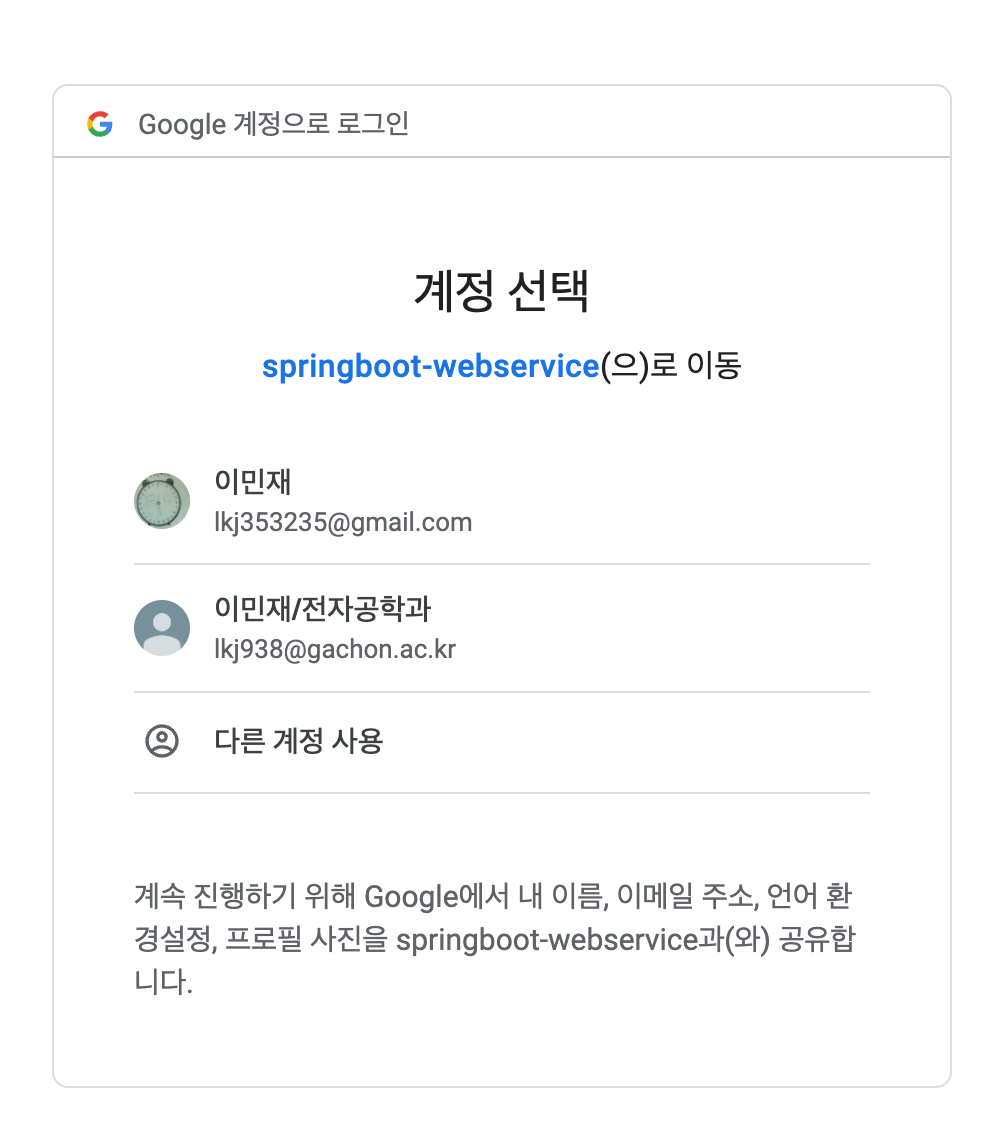 Google 계정으로 로그인
계정 선택
springboot-webservice(으)로 이동
이민재
lkj353235@gmail.com
이민재/전자공학과
lkj938@gachon.ac.kr
다른 계정 사용
계속 진행하기 위해 Google에서 내 이름, 이메일 주소, 언어 환
경설정, 프로필 사진을 springboot-webservice과(와) 공유합
니다.